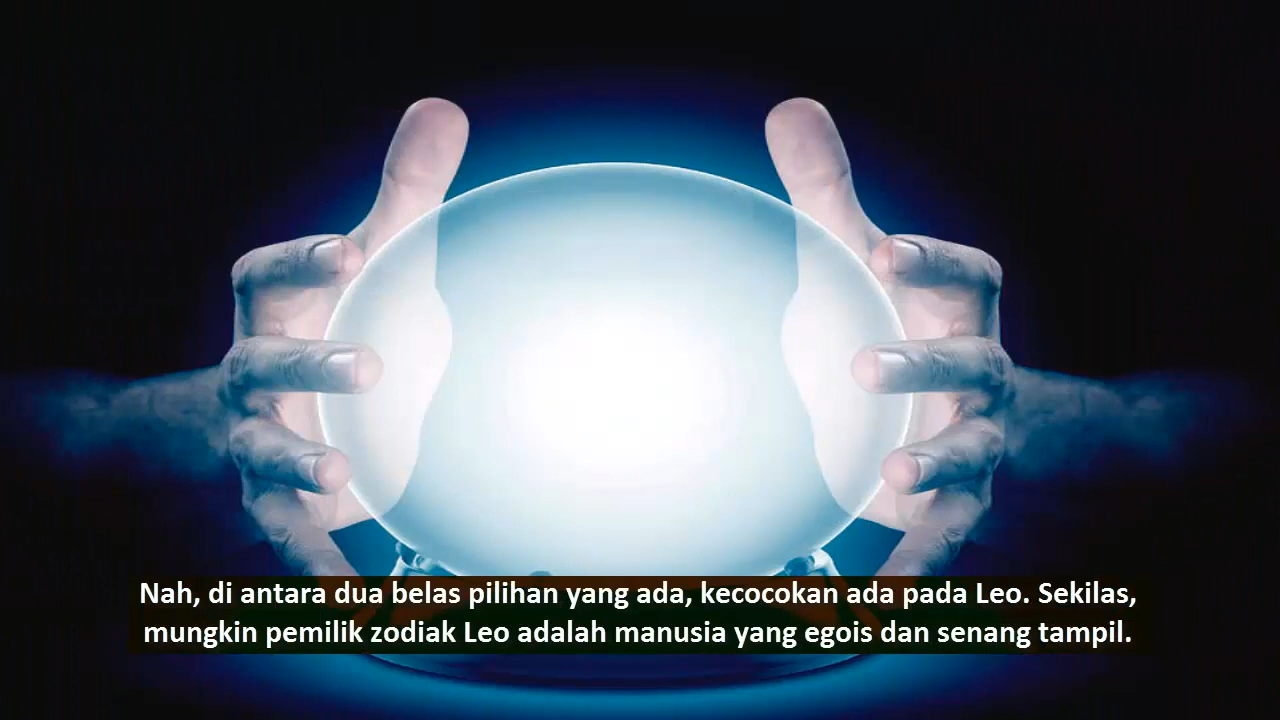 Nah, di antara dua belas pilihan yang ada, kecocokan ada pada Leo. Sekilas,
mungkin pemilik zodiak Leo adalah manusia yang egois dan senang tampil.